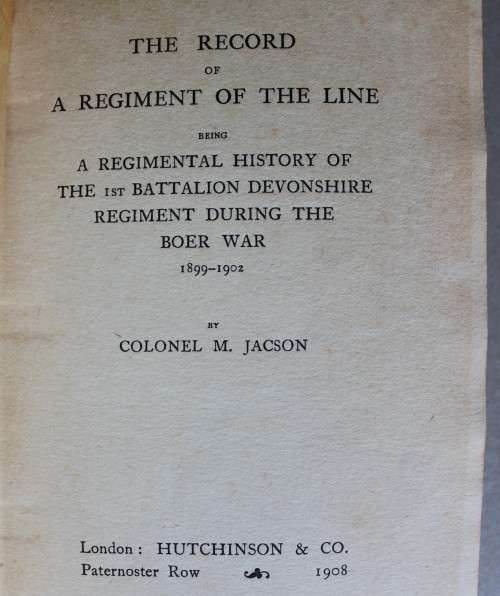 THE RECORD
OF
A REGIMENT OF THE LINE
BEING
A REGIMENTAL HISTORY OF
THE 1ST BATTALION DEVONSHIRE
REGIMENT DURING THE
BOER WAR
1899–1902
BY
COLONEL M. JACSON
London: HUTCHINSON & CO.
Paternoster Row 1908